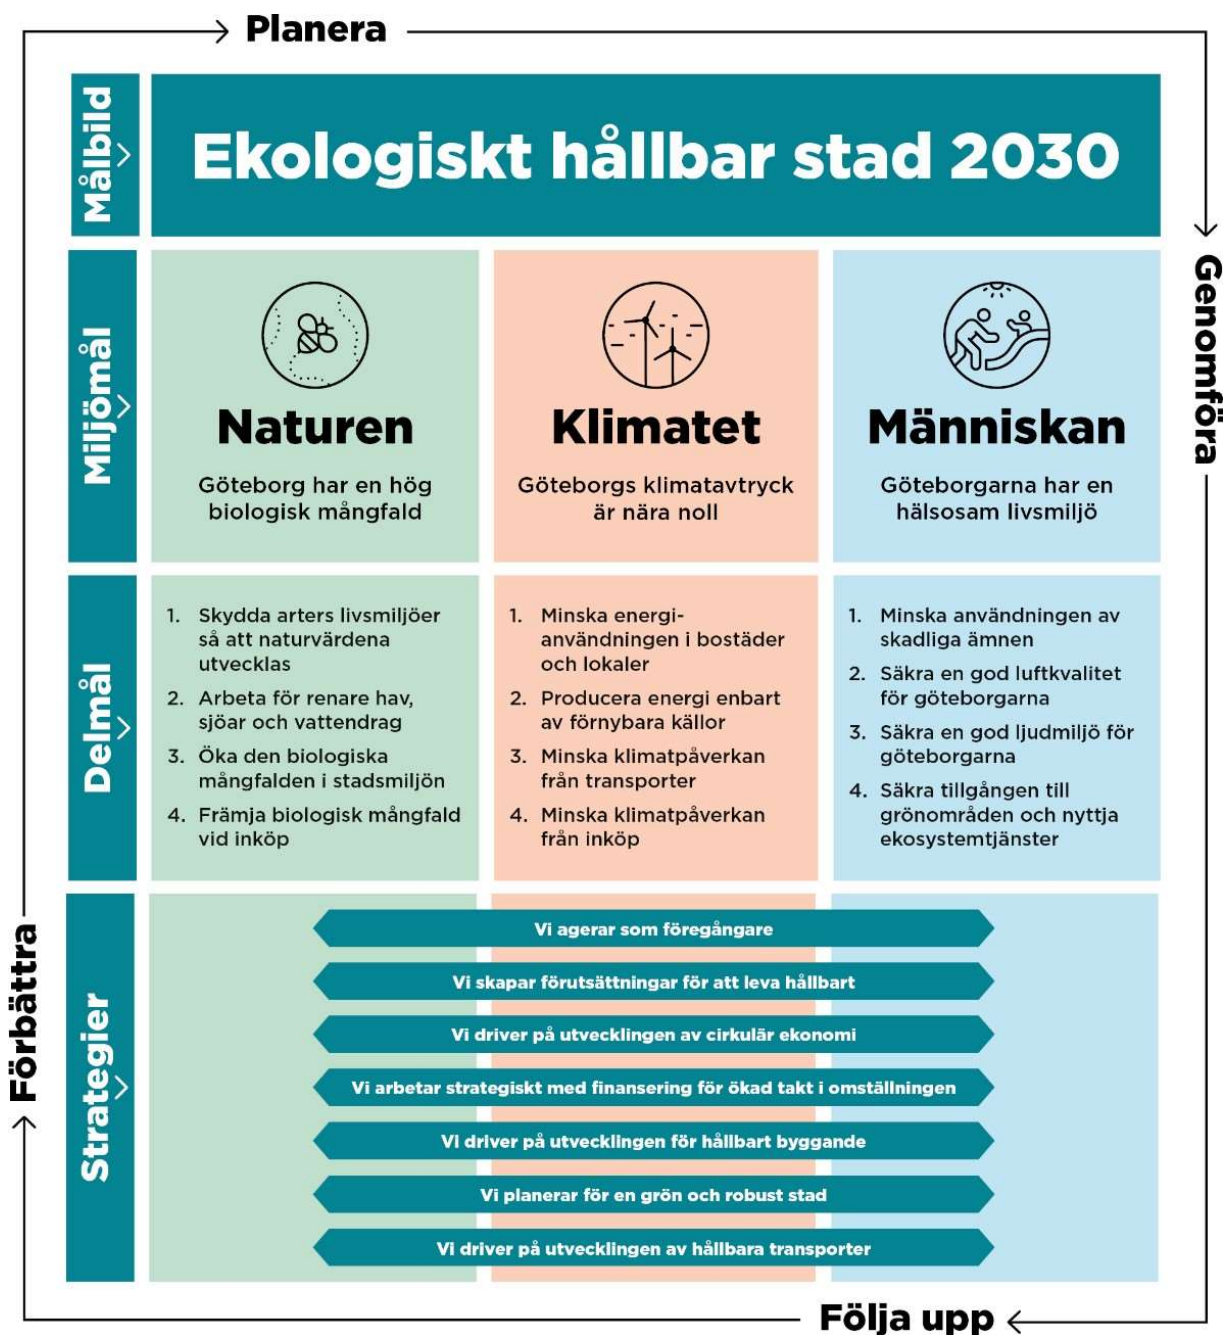 Planera
Målbild
Ekologiskt hållbar stad 2030
Genomföra
Miljömål
Naturen
Göteborg har en hög
biologisk mångfald
Klimatet
Göteborgs klimatavtryck
är nära noll
Människan
Göteborgarna har en
hälsosam livsmiljö
Delmål
1. Skydda arters livsmiljöer
så att naturvärdena
utvecklas
2. Arbeta för renare hav,
sjöar och vattendrag
3. Öka den biologiska
mångfalden i stadsmiljön
4. Främja biologisk mångfald
vid inköp
1. Minska energi-
användningen i bostäder
och lokaler
2. Producera energi enbart
av förnybara källor
3. Minska klimatpåverkan
från transporter
4. Minska klimatpåverkan
från inköp
1. Minska användningen av
skadliga ämnen
2. Säkra en god luftkvalitet
för göteborgarna
3. Säkra en god ljudmiljö för
göteborgarna
4. Säkra tillgången till
grönområden och nyttja
ekosystemtjänster
Strategier
Vi agerar som föregångare
Vi skapar förutsättningar för att leva hållbart
Vi driver på utvecklingen av cirkulär ekonomi
Vi arbetar strategiskt med finansering för ökad takt i omställningen
Vi driver på utvecklingen för hållbart byggande
Vi planerar för en grön och robust stad
Vi driver på utvecklingen av hållbara transporter
Följa upp
Förbättra